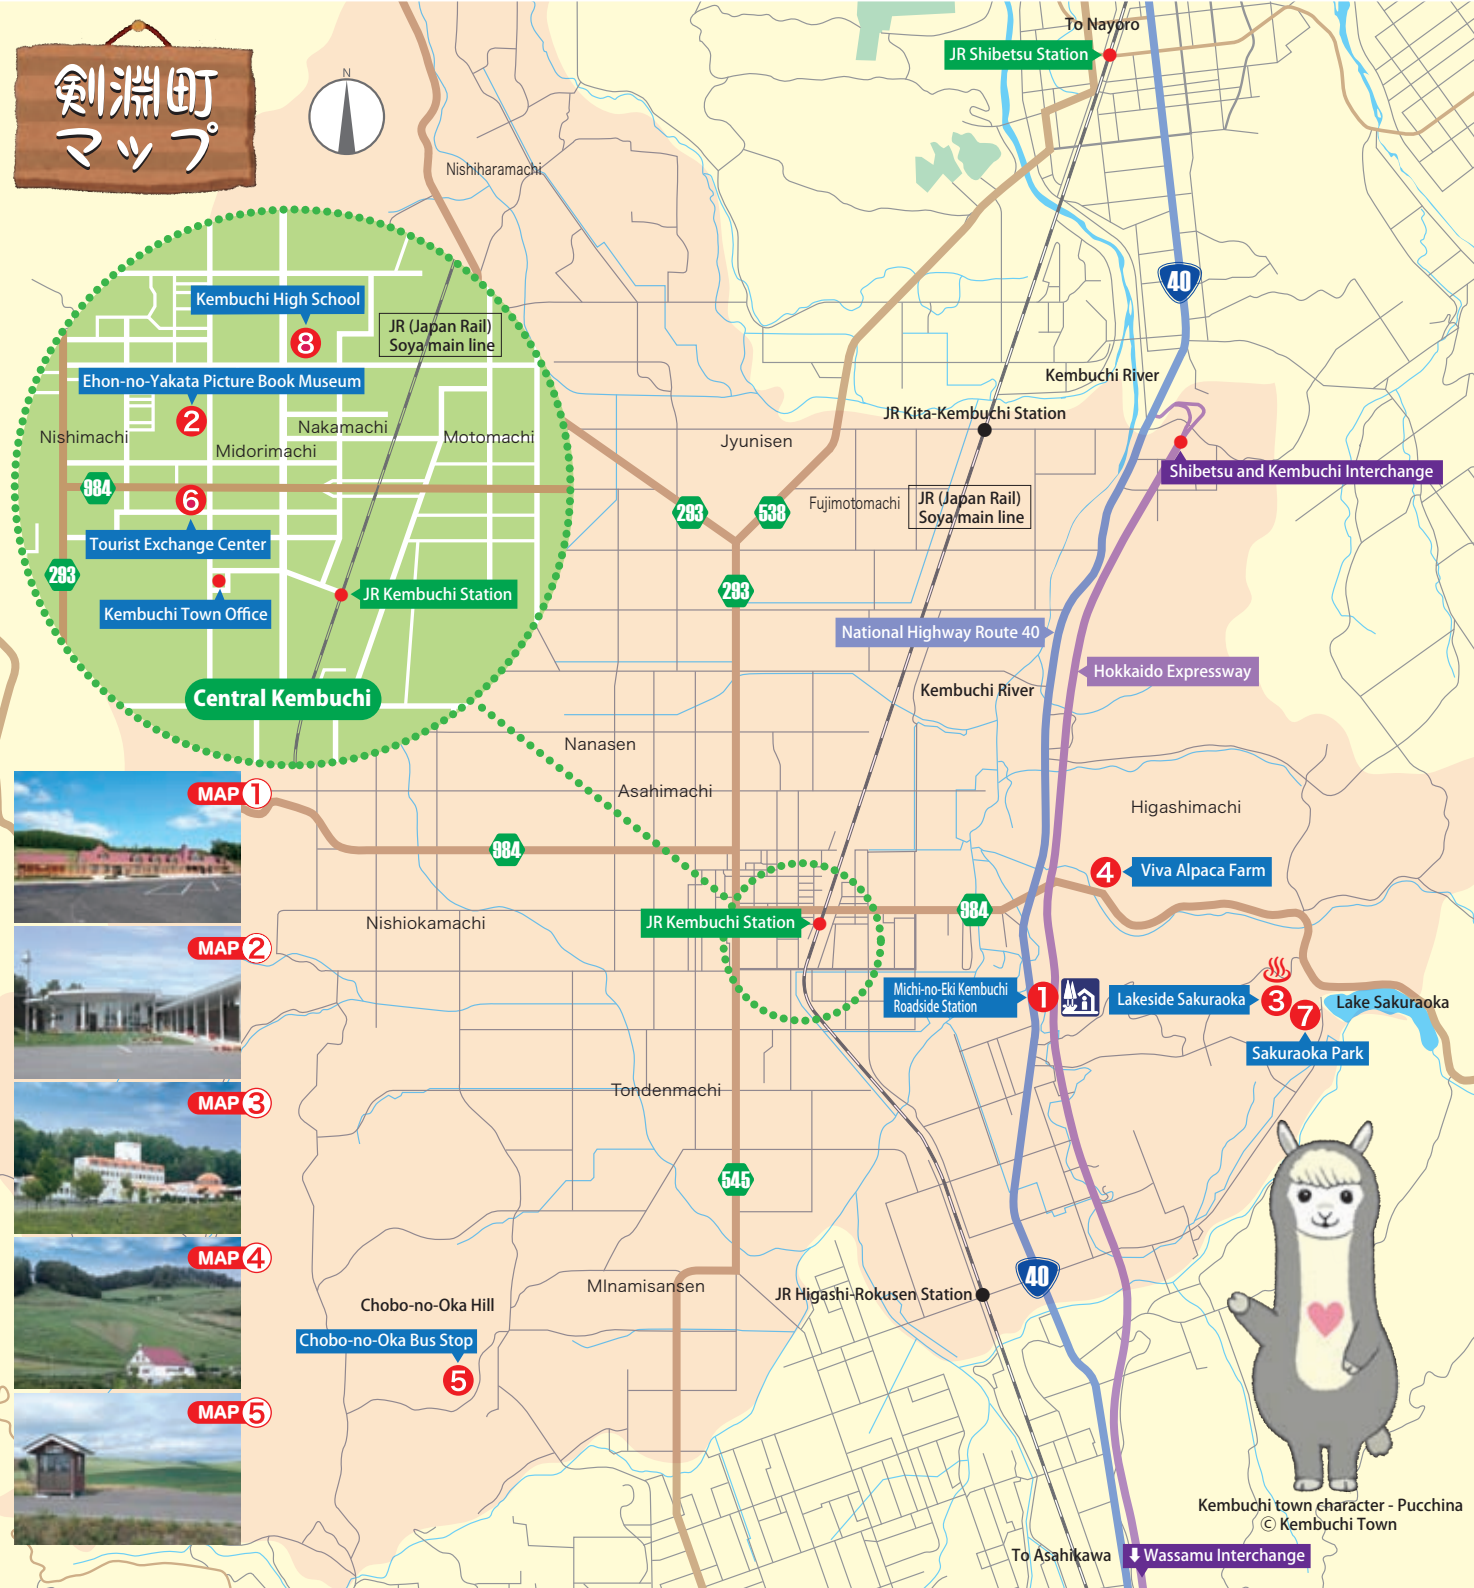 剣淵町
マップ
N
To Nayoro
JR Shibetsu Station
Nishiharamachi
40
Kembuchi High School
8
JR (Japan Rail)
Soya main line
Ehon-no-Yakata Picture Book Museum
2
Nishimachi
Nakamachi
Motomachi
Midorimachi
984
6
Tourist Exchange Center
293
Kembuchi Town Office
JR Kembuchi Station
Central Kembuchi
Kembuchi River
JR Kita-Kembuchi Station
Jyunisen
Shibetsu and Kembuchi Interchange
293
538
Fujimotomachi
JR (Japan Rail)
Soya main line
293
National Highway Route 40
Hokkaido Expressway
Kembuchi River
Nanasen
Asahimachi
Higashimachi
MAP 1
984
4
Viva Alpaca Farm
Nishiokamachi
JR Kembuchi Station
984
MAP 2
Michi-no-Eki Kembuchi
Roadside Station
1
Lakeside Sakuraoka
3
7
Lake Sakuraoka
Sakuraoka Park
MAP 3
Tondenmachi
545
MAP 4
MInamisansen
40
JR Higashi-Rokusen Station
Chobo-no-Oka Hill
Chobo-no-Oka Bus Stop
5
MAP 5
Kembuchi town character - Pucchina
© Kembuchi Town
To Asahikawa
Wassamu Interchange